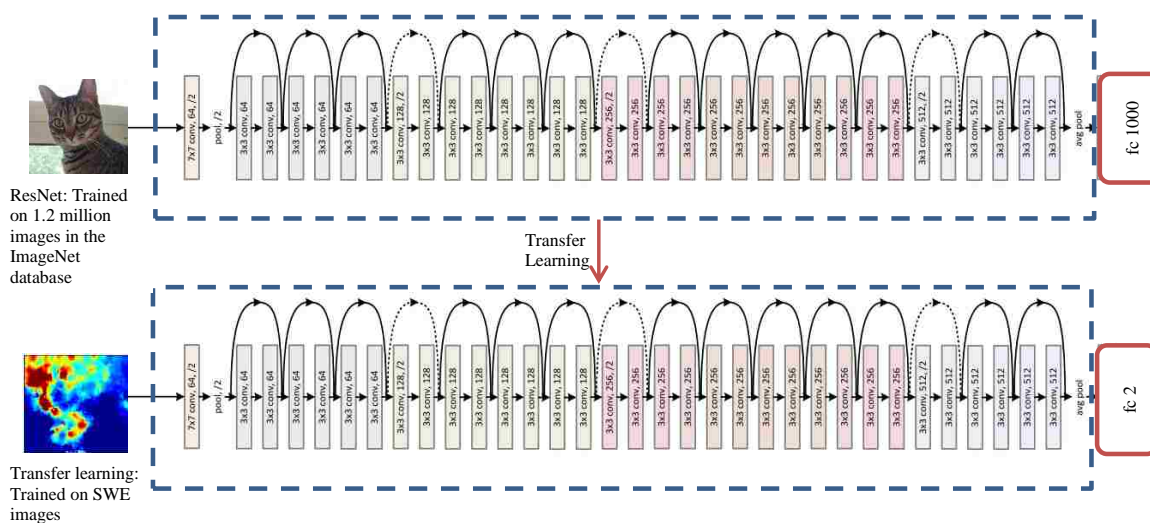 7x7 conv, 64, /2
pool, /2
3x3 conv, 64
3x3 conv, 64
3x3 conv, 64
3x3 conv, 64
3x3 conv, 64
3x3 conv, 64
3x3 conv, 128, /2
3x3 conv, 128
3x3 conv, 128
3x3 conv, 128
3x3 conv, 128
3x3 conv, 128
3x3 conv, 128
3x3 conv, 128
3x3 conv, 256, /2
3x3 conv, 256
3x3 conv, 256
3x3 conv, 256
3x3 conv, 256
3x3 conv, 256
3x3 conv, 256
3x3 conv, 256
3x3 conv, 256
3x3 conv, 256
3x3 conv, 256
3x3 conv, 256
3x3 conv, 512, /2
3x3 conv, 512
3x3 conv, 512
3x3 conv, 512
3x3 conv, 512
3x3 conv, 512
avg pool
fc 1000
ResNet: Trained
on 1.2 million
images in the
ImageNet
database
Transfer
Learning
7x7 conv, 64, /2
pool, /2
3x3 conv, 64
3x3 conv, 64
3x3 conv, 64
3x3 conv, 64
3x3 conv, 64
3x3 conv, 64
3x3 conv, 128, /2
3x3 conv, 128
3x3 conv, 128
3x3 conv, 128
3x3 conv, 128
3x3 conv, 128
3x3 conv, 128
3x3 conv, 128
3x3 conv, 256, /2
3x3 conv, 256
3x3 conv, 256
3x3 conv, 256
3x3 conv, 256
3x3 conv, 256
3x3 conv, 256
3x3 conv, 256
3x3 conv, 256
3x3 conv, 256
3x3 conv, 256
3x3 conv, 256
3x3 conv, 512, /2
3x3 conv, 512
3x3 conv, 512
3x3 conv, 512
3x3 conv, 512
3x3 conv, 512
avg pool
fc 2
Transfer learning:
Trained on SWE
images